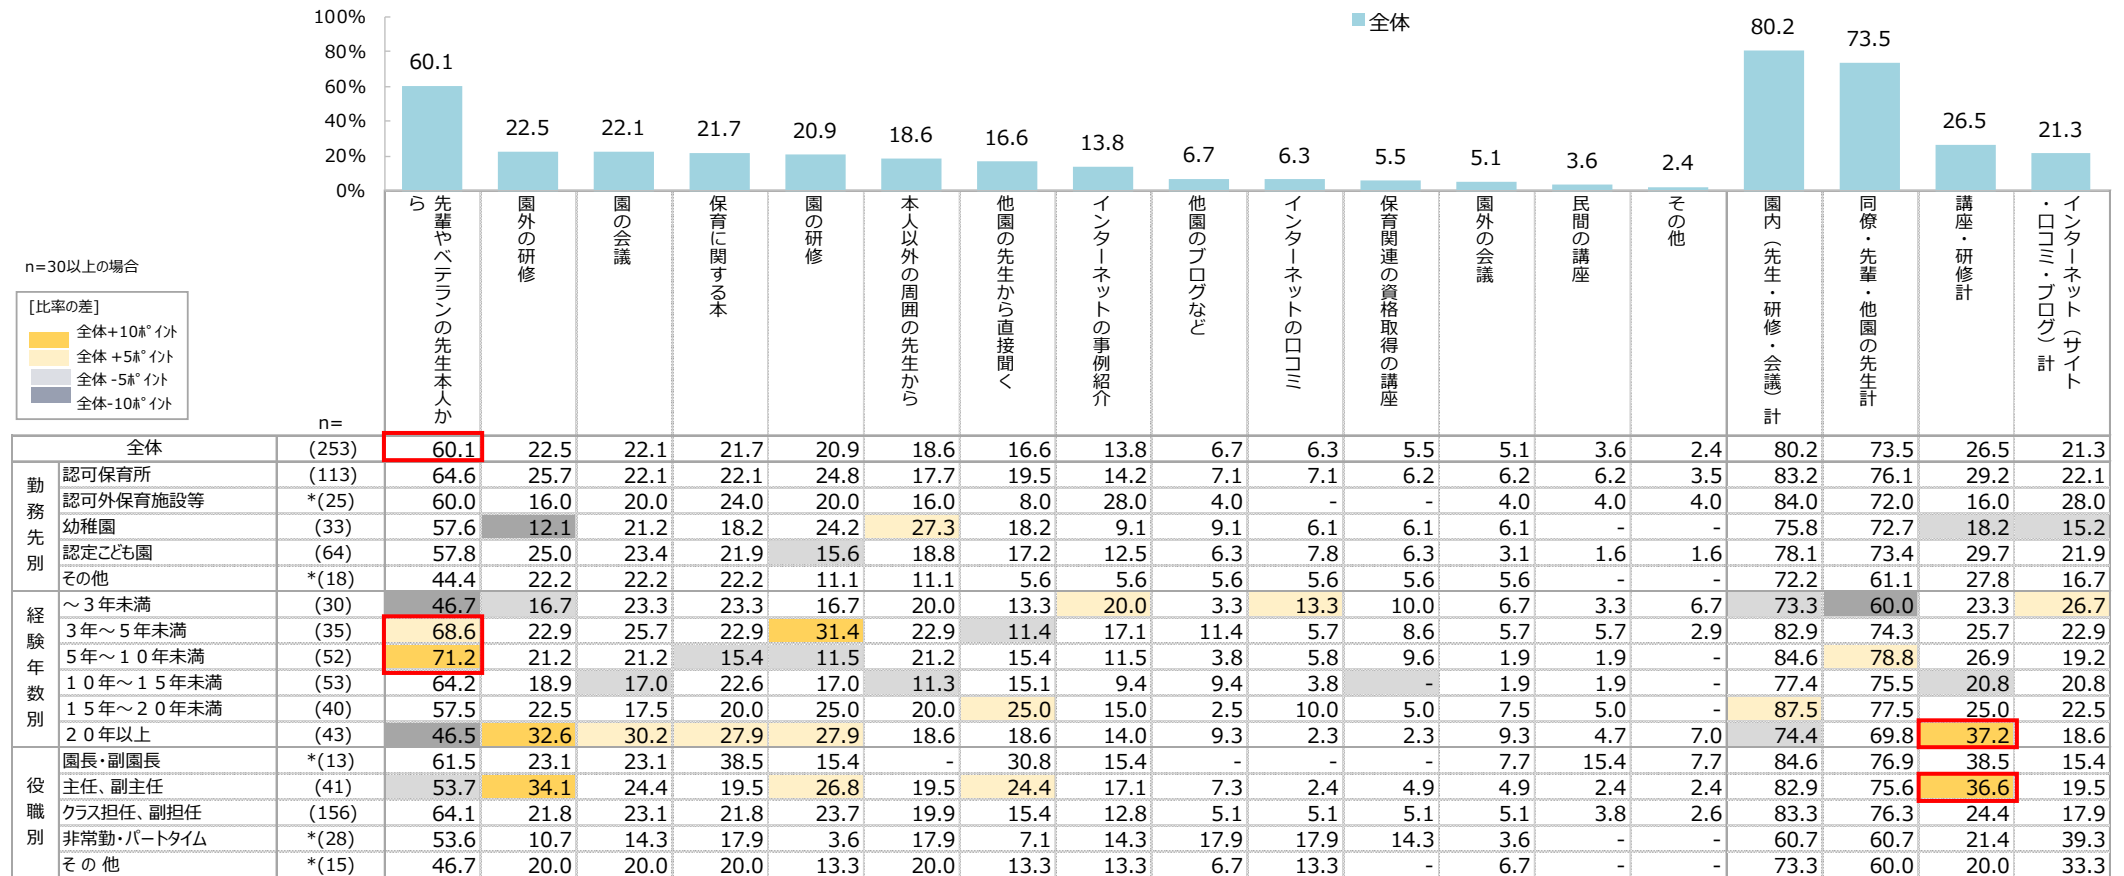 100%
80%
60%
40%
20%
0%
全体
60.1
22.5
22.1
21.7
20.9
18.6
16.6
13.8
6.7
6.3
5.5
5.1
3.6
2.4
80.2
73.5
26.5
21.3
先輩やベテランの先生本人から
園外の研修
園の会議
保育に関する本
園の研修
本人以外の周囲の先生から
他園の先生から直接聞く
インターネットの事例紹介
他園のブログなど
インターネットの口コミ
保育関連の資格取得の講座
園外の会議
民間の講座
その他
園内（先生・研修・会議）計
同僚・先輩・他園の先生計
講座・研修計
インターネット（サイト・口コミ・ブログ）計
n=30以上の場合
[比率の差]
全体+10ﾎﾟｲﾝﾄ
全体 +5ﾎﾟｲﾝﾄ
全体 -5ﾎﾟｲﾝﾄ
全体-10ﾎﾟｲﾝﾄ
n=
全体 (253) 60.1 22.5 22.1 21.7 20.9 18.6 16.6 13.8 6.7 6.3 5.5 5.1 3.6 2.4 80.2 73.5 26.5 21.3
勤務先別
認可保育所 (113) 64.6 25.7 22.1 22.1 24.8 17.7 19.5 14.2 7.1 7.1 6.2 6.2 6.2 3.5 83.2 76.1 29.2 22.1
認可外保育施設等 *(25) 60.0 16.0 20.0 24.0 20.0 16.0 8.0 28.0 4.0 - - 4.0 4.0 4.0 84.0 72.0 16.0 28.0
幼稚園 (33) 57.6 12.1 21.2 18.2 24.2 27.3 18.2 9.1 9.1 6.1 6.1 6.1 - - 75.8 72.7 18.2 15.2
認定こども園 (64) 57.8 25.0 23.4 21.9 15.6 18.8 17.2 12.5 6.3 7.8 6.3 3.1 1.6 1.6 78.1 73.4 29.7 21.9
その他 *(18) 44.4 22.2 22.2 22.2 11.1 11.1 5.6 5.6 5.6 5.6 5.6 5.6 - - 72.2 61.1 27.8 16.7
経験年数別
～３年未満 (30) 46.7 16.7 23.3 23.3 16.7 20.0 13.3 20.0 3.3 13.3 10.0 6.7 3.3 6.7 73.3 60.0 23.3 26.7
３年～５年未満 (35) 68.6 22.9 25.7 22.9 31.4 22.9 11.4 17.1 11.4 5.7 8.6 5.7 5.7 2.9 82.9 74.3 25.7 22.9
５年～１０年未満 (52) 71.2 21.2 21.2 15.4 11.5 21.2 15.4 11.5 3.8 5.8 9.6 1.9 1.9 - 84.6 78.8 26.9 19.2
１０年～１５年未満 (53) 64.2 18.9 17.0 22.6 17.0 11.3 15.1 9.4 9.4 3.8 - 1.9 1.9 - 77.4 75.5 20.8 20.8
１５年～２０年未満 (40) 57.5 22.5 17.5 20.0 25.0 20.0 25.0 15.0 2.5 10.0 5.0 7.5 5.0 - 87.5 77.5 25.0 22.5
２０年以上 (43) 46.5 32.6 30.2 27.9 27.9 18.6 18.6 14.0 9.3 2.3 2.3 9.3 4.7 7.0 74.4 69.8 37.2 18.6
役職別
園長・副園長 *(13) 61.5 23.1 23.1 38.5 15.4 - 30.8 15.4 - - - 7.7 15.4 7.7 84.6 76.9 38.5 15.4
主任、副主任 (41) 53.7 34.1 24.4 19.5 26.8 19.5 24.4 17.1 7.3 2.4 4.9 4.9 2.4 2.4 82.9 75.6 36.6 19.5
クラス担任、副担任 (156) 64.1 21.8 23.1 21.8 23.7 19.9 15.4 12.8 5.1 5.1 5.1 5.1 3.8 2.6 83.3 76.3 24.4 17.9
非常勤・パートタイム *(28) 53.6 10.7 14.3 17.9 3.6 17.9 7.1 14.3 17.9 17.9 14.3 3.6 - - 60.7 60.7 21.4 39.3
そ の 他 *(15) 46.7 20.0 20.0 20.0 13.3 20.0 13.3 13.3 6.7 13.3 - 6.7 - - 73.3 60.0 20.0 33.3